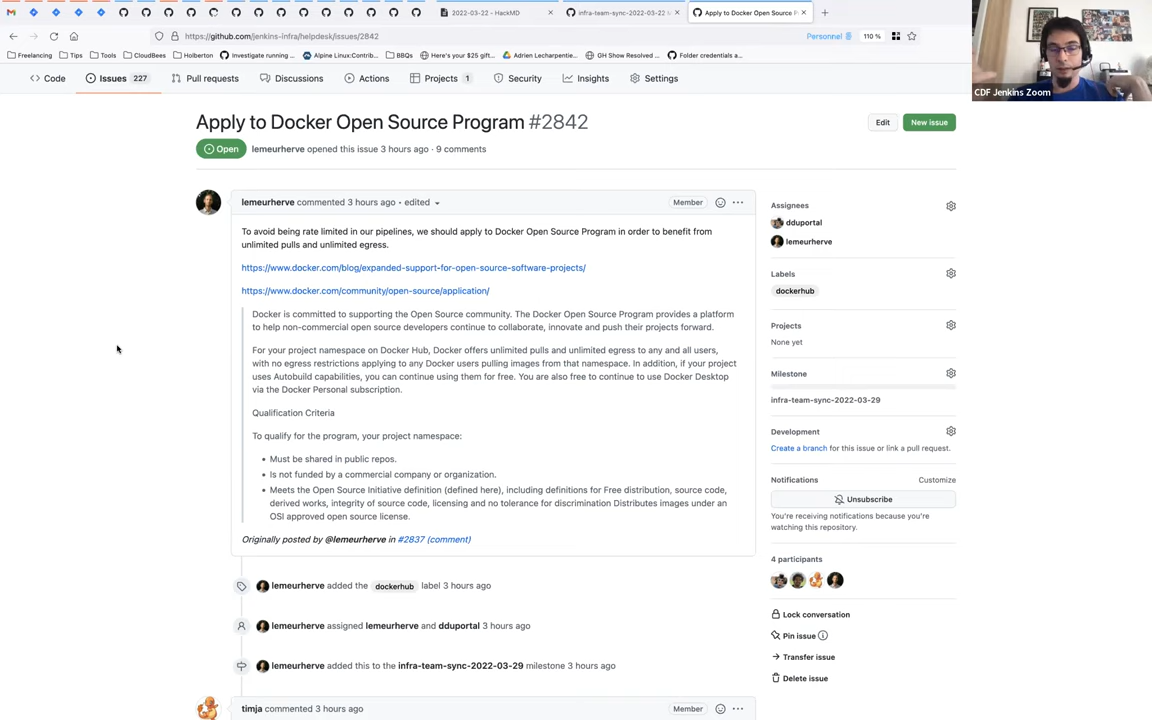 2022-03-22 - HackMD
infra-team-sync-2022-03-22 M
Apply to Docker Open Source P
https://github.com/jenkins-infra/helpdesk/issues/2842
Personnel
110 %
Freelancing
Tips
Tools
CloudBees
Holberton
Investigate running ...
Alpine Linux:Contrib...
BBQs
Here's your $25 gift...
Adrien Lecharpentie...
GH Show Resolved ...
Folder credentials a...
CDF Jenkins Zoom
Code
Issues 227
Pull requests
Discussions
Actions
Projects 1
Security
Insights
Settings
Apply to Docker Open Source Program #2842
Edit
New issue
Open
lemeurherve opened this issue 3 hours ago · 9 comments
lemeurherve commented 3 hours ago • edited
Member
To avoid being rate limited in our pipelines, we should apply to Docker Open Source Program in order to benefit from
unlimited pulls and unlimited egress.
https://www.docker.com/blog/expanded-support-for-open-source-software-projects/
https://www.docker.com/community/open-source/application/
Docker is committed to supporting the Open Source community. The Docker Open Source Program provides a platform
to help non-commercial open source developers continue to collaborate, innovate and push their projects forward.
For your project namespace on Docker Hub, Docker offers unlimited pulls and unlimited egress to any and all users,
with no egress restrictions applying to any Docker users pulling images from that namespace. In addition, if your project
uses Autobuild capabilities, you can continue using them for free. You are also free to continue to use Docker Desktop
via the Docker Personal subscription.
Qualification Criteria
To qualify for the program, your project namespace:
• Must be shared in public repos.
• Is not funded by a commercial company or organization.
• Meets the Open Source Initiative definition (defined here), including definitions for Free distribution, source code,
derived works, integrity of source code, licensing and no tolerance for discrimination Distributes images under an
OSI approved open source license.
Originally posted by @lemeurherve in #2837 (comment)
lemeurherve added the dockerhub label 3 hours ago
lemeurherve assigned lemeurherve and dduportal 3 hours ago
lemeurherve added this to the infra-team-sync-2022-03-29 milestone 3 hours ago
timja commented 3 hours ago
Member
Assignees
dduportal
lemeurherve
Labels
dockerhub
Projects
None yet
Milestone
infra-team-sync-2022-03-29
Development
Create a branch for this issue or link a pull request.
Notifications
Customize
Unsubscribe
You're receiving notifications because you're
watching this repository.
4 participants
Lock conversation
Pin issue
Transfer issue
Delete issue